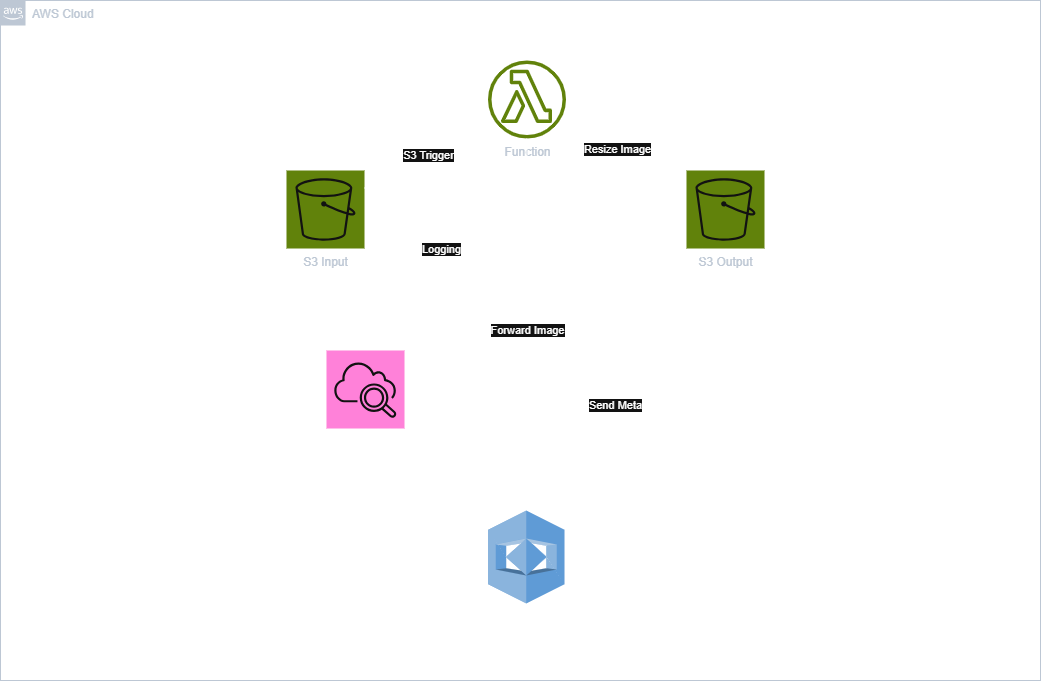 aws
AWS Cloud
Function
S3 Trigger
Resize Image
S3 Input
S3 Output
Logging
Forward Image
Send Meta